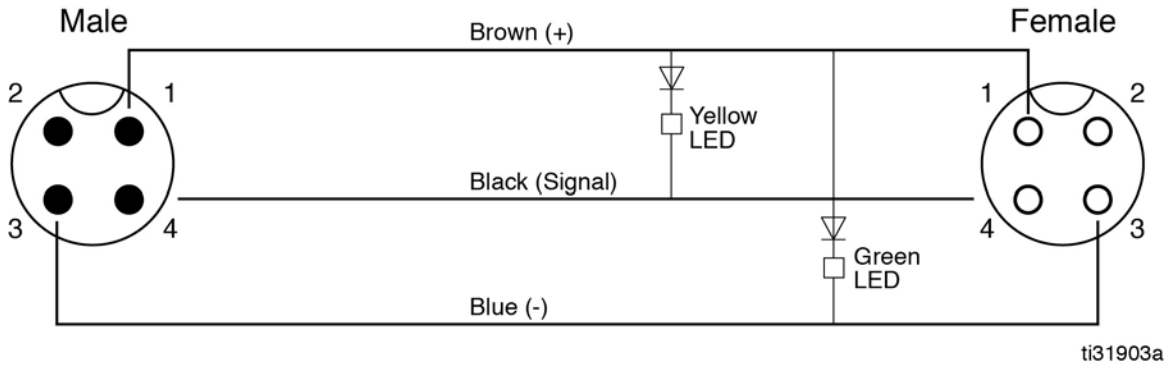 Male
Female
Brown (+)
2
1
1
2
Yellow
LED
Black (Signal)
3
4
4
3
Green
LED
Blue (-)
ti31903a